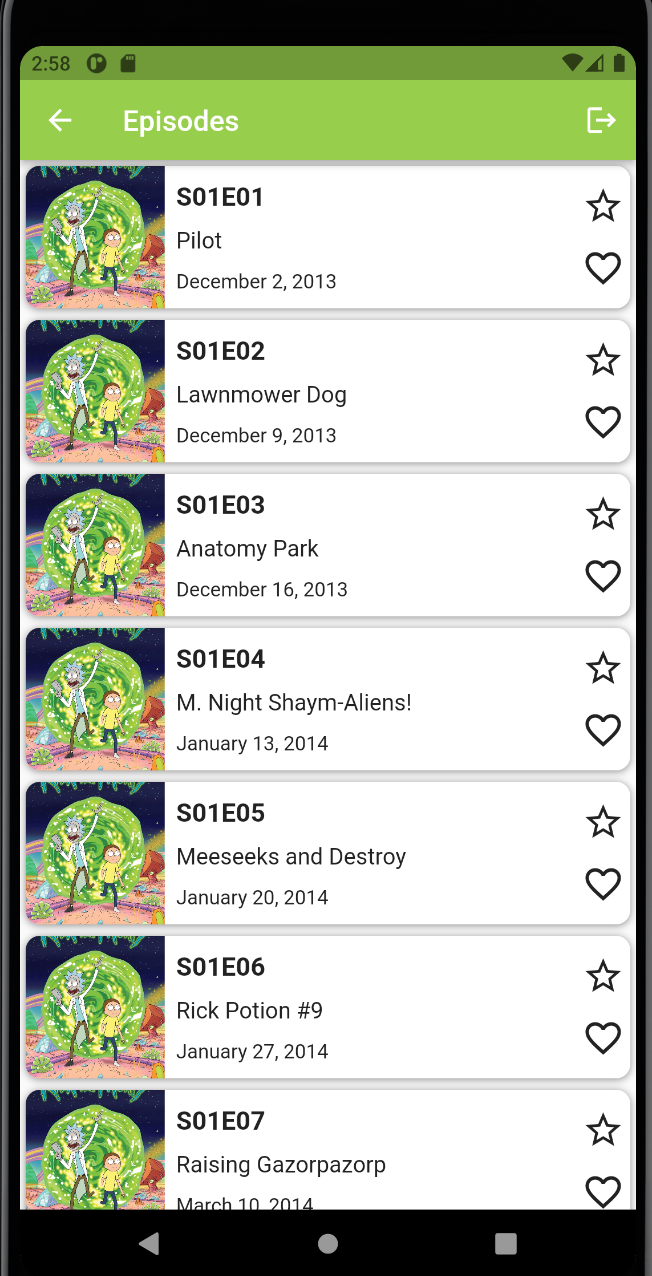 2:58
Episodes
S01E01
Pilot
December 2, 2013
S01E02
Lawnmower Dog
December 9, 2013
S01E03
Anatomy Park
December 16, 2013
S01E04
M. Night Shaym-Aliens!
January 13, 2014
S01E05
Meeseeks and Destroy
January 20, 2014
S01E06
Rick Potion #9
January 27, 2014
S01E07
Raising Gazorpazorp
March 10, 2014